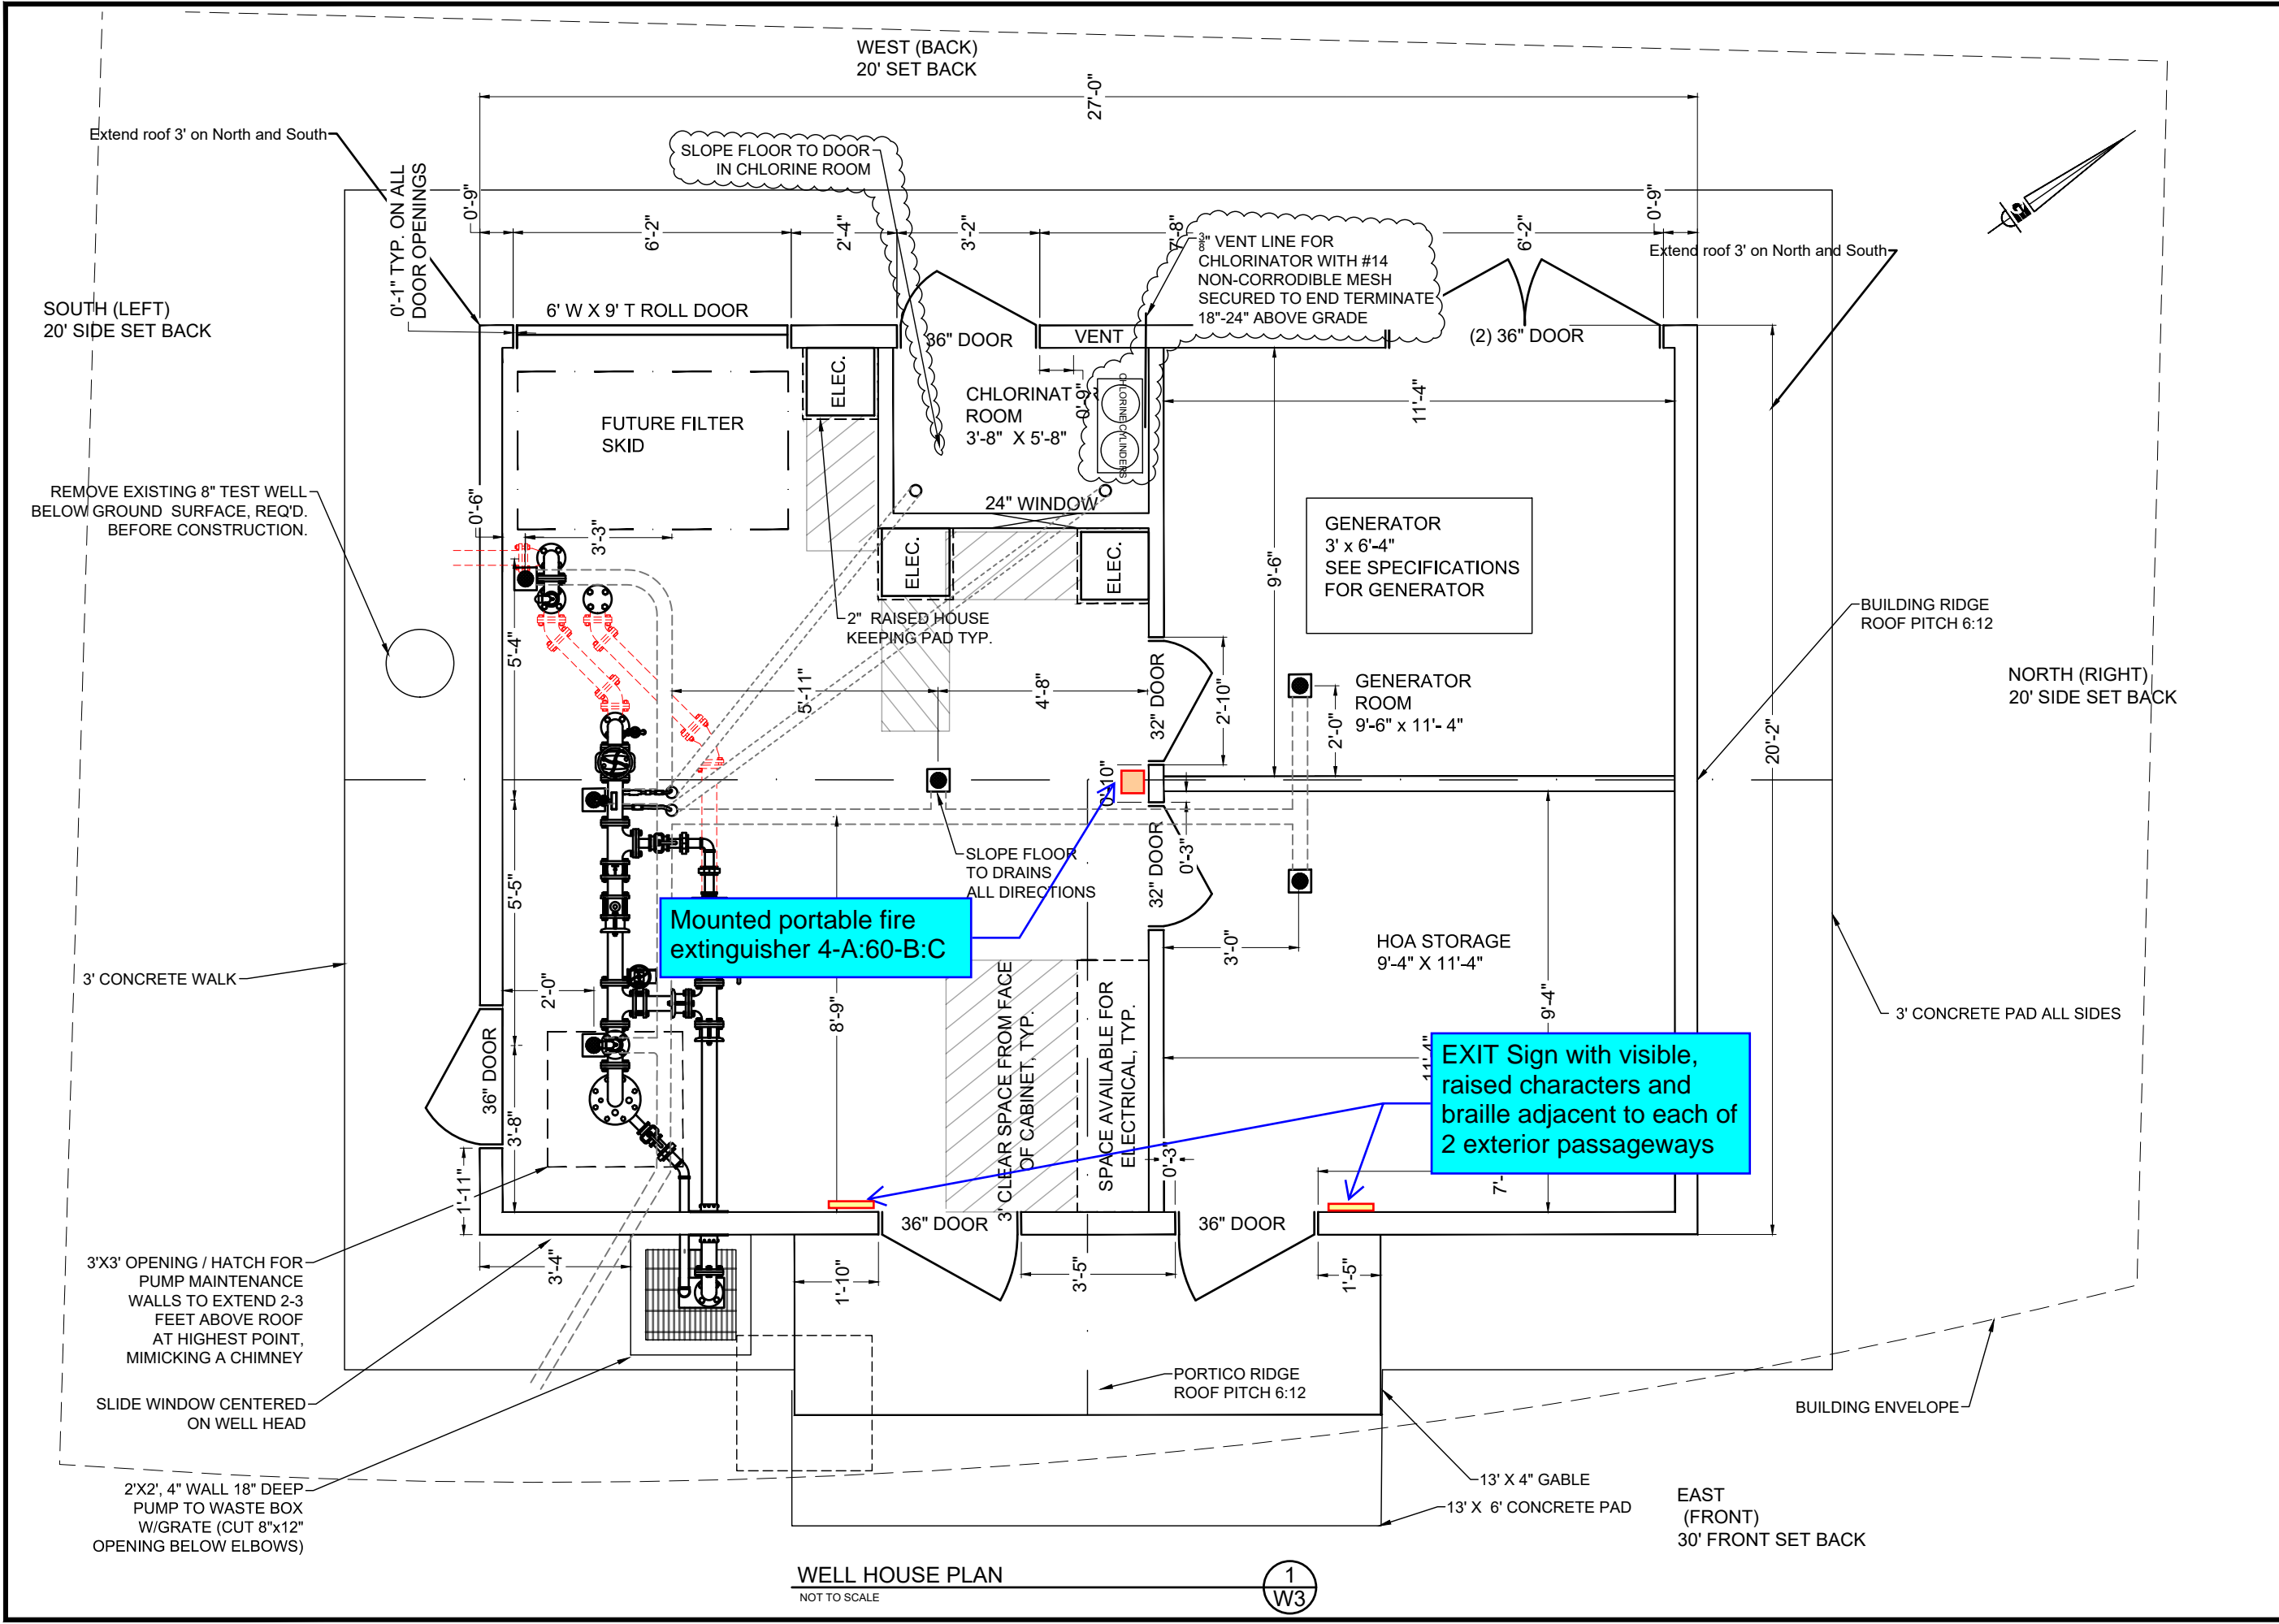 WEST (BACK)
20' SET BACK
27'-0"
Extend roof 3' on North and South
SLOPE FLOOR TO DOOR
IN CHLORINE ROOM
0'-1" TYP. ON ALL
DOOR OPENINGS
0'-9"
6'-2"
2'-4"
3'-2"
7'-8"
6'-2"
0'-9"
3/8" VENT LINE FOR
CHLORINATOR WITH #14
NON-CORRODIBLE MESH
SECURED TO END TERMINATE
18"-24" ABOVE GRADE
Extend roof 3' on North and South
SOUTH (LEFT)
20' SIDE SET BACK
6' W X 9' T ROLL DOOR
36" DOOR
VENT
(2) 36" DOOR
ELEC.
FUTURE FILTER
SKID
CHLORINAT
ROOM
3'-8" X 5'-8"
0'-9"
CHLORINE CYLINDERS
11'-4"
REMOVE EXISTING 8" TEST WELL
BELOW GROUND SURFACE, REQ'D.
BEFORE CONSTRUCTION.
0'-6"
3'-3"
24" WINDOW
ELEC.
ELEC.
9'-6"
GENERATOR
3' x 6'-4"
SEE SPECIFICATIONS
FOR GENERATOR
2" RAISED HOUSE
KEEPING PAD TYP.
BUILDING RIDGE
ROOF PITCH 6:12
5'-4"
5'-11"
4'-8"
32" DOOR
2'-10"
GENERATOR
ROOM
9'-6" x 11'- 4"
2'-0"
20'-2"
NORTH (RIGHT)
20' SIDE SET BACK
0'-10"
SLOPE FLOOR
TO DRAINS
ALL DIRECTIONS
32" DOOR
0'-3"
5'-5"
Mounted portable fire
extinguisher 4-A:60-B:C
3'-0"
HOA STORAGE
9'-4" X 11'-4"
3' CONCRETE WALK
2'-0"
8'-9"
3' CLEAR SPACE FROM FACE
OF CABINET, TYP.
SPACE AVAILABLE FOR
ELECTRICAL, TYP.
9'-4"
3' CONCRETE PAD ALL SIDES
11'-4"
EXIT Sign with visible,
raised characters and
braille adjacent to each of
2 exterior passageways
36" DOOR
3'-8"
1'-11"
0'-3"
7'-
36" DOOR
36" DOOR
3'X3' OPENING / HATCH FOR
PUMP MAINTENANCE
WALLS TO EXTEND 2-3
FEET ABOVE ROOF
AT HIGHEST POINT,
MIMICKING A CHIMNEY
3'-4"
1'-10"
3'-5"
1'-5"
SLIDE WINDOW CENTERED
ON WELL HEAD
PORTICO RIDGE
ROOF PITCH 6:12
BUILDING ENVELOPE
2'X2', 4" WALL 18" DEEP
PUMP TO WASTE BOX
W/GRATE (CUT 8"x12"
OPENING BELOW ELBOWS)
13' X 4" GABLE
13' X 6' CONCRETE PAD
EAST
(FRONT)
30' FRONT SET BACK
WELL HOUSE PLAN
NOT TO SCALE
1
W3